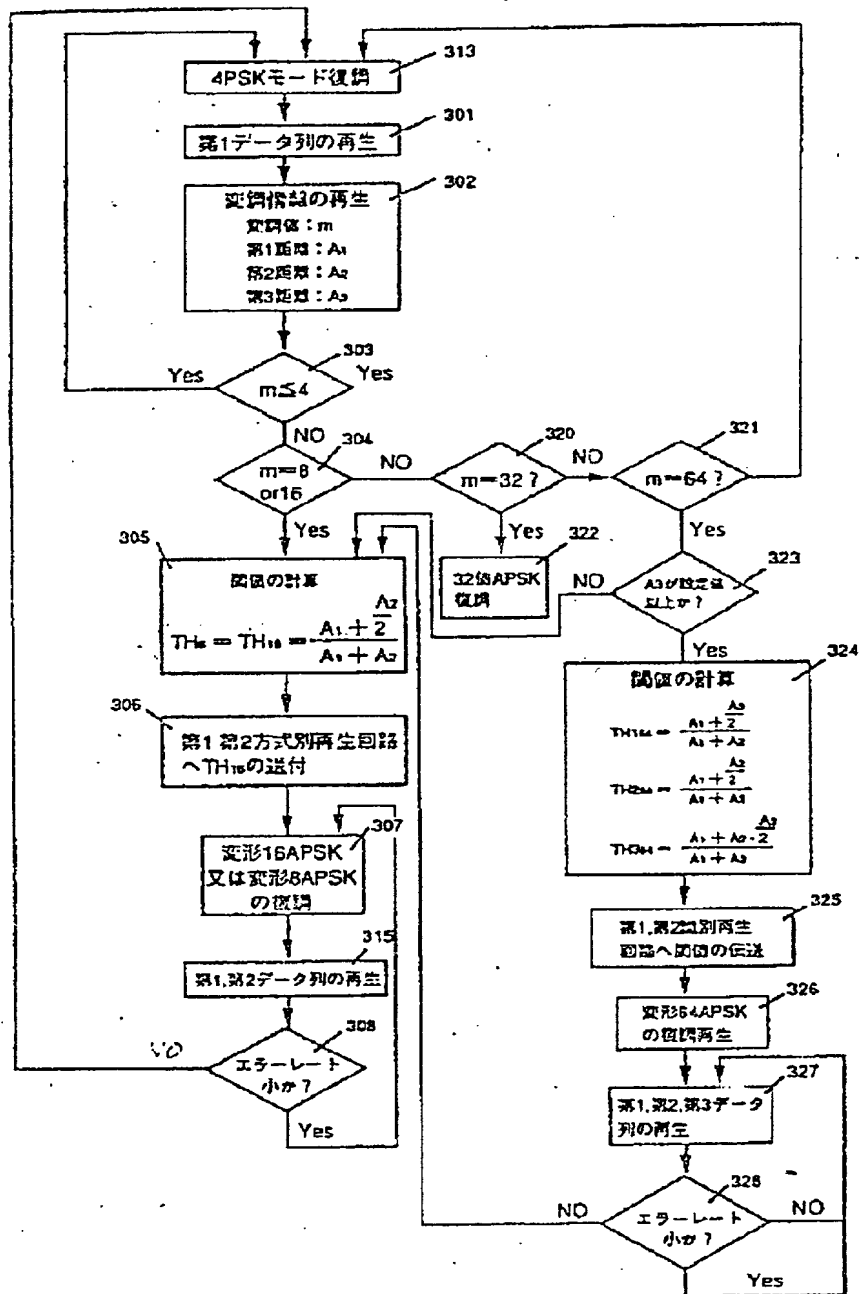 313
4PSKモード復調
301
第1データ列の再生
302
変調情報の再生
変調値:m
第1距離:A1
第2距離:A2
第3距離:A3
303
Yes
m≦4
Yes
NO
304
m=8
or16
NO
320
m=32?
NO
321
m=64?
305
Yes
Yes
322
32値APSK
復調
Yes
323
A3が設定値
以上か?
NO
Yes
閾値の計算
TH8 = TH16 = A1 + A2/2 / A1 + A2
324
閾値の計算
306
第1 第2方式別再生回路
へTH16の送付
307
変形16APSK
又は変形8APSK
の復調
325
第1,第2識別再生
回路へ閾値の伝送
315
第1,第2データ列の再生
326
変形64APSK
の復調再生
308
NO
エラーレート
小か?
Yes
327
第1,第2,第3データ
列の再生
328
NO
エラーレート
小か?
NO
Yes